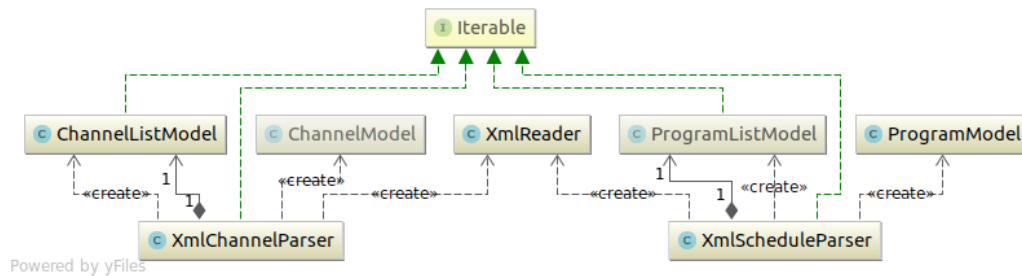 I Iterable
C ChannelListModel C ChannelModel C XmlReader C ProgramListModel C ProgramModel
1 1
«create» «create» «create» «create» «create» «create»
1 1
C XmlChannelParser C XmlScheduleParser
Powered by yFiles